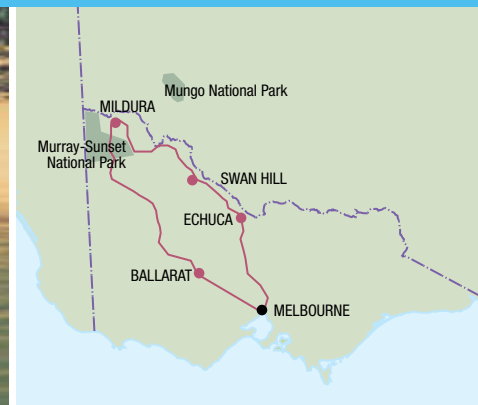 Mungo National Park
MILDURA
Murray-Sunset
National Park
SWAN HILL
ECHUCA
BALLARAT
MELBOURNE